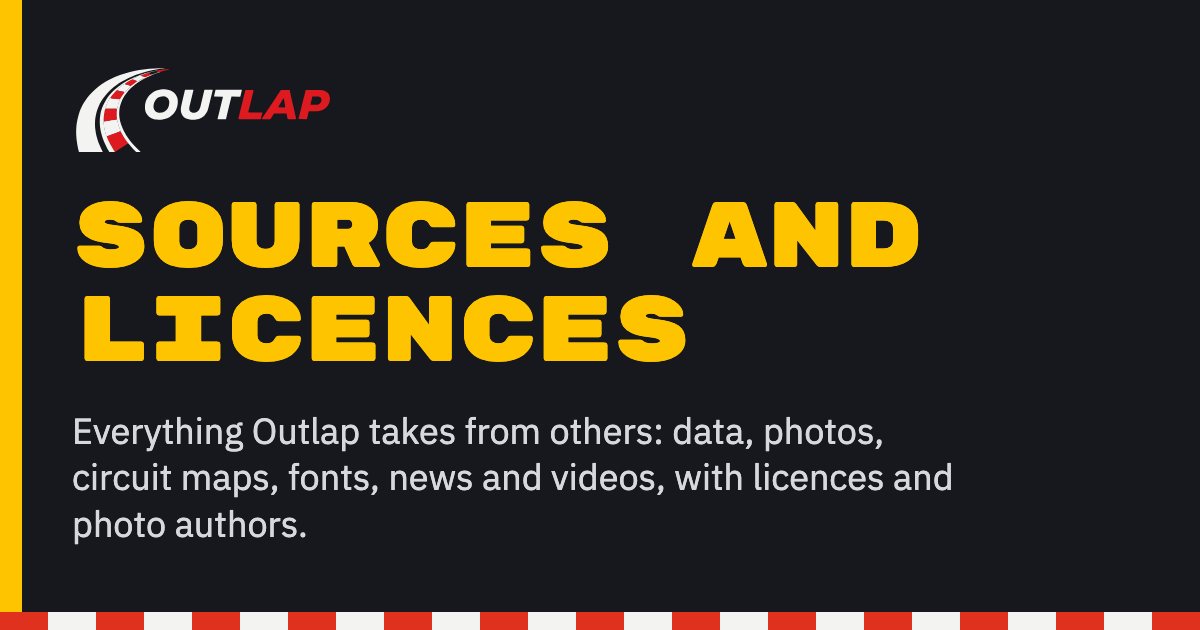 OUTLAP
SOURCES AND
LICENCES
Everything Outlap takes from others: data, photos,
circuit maps, fonts, news and videos, with licences and
photo authors.